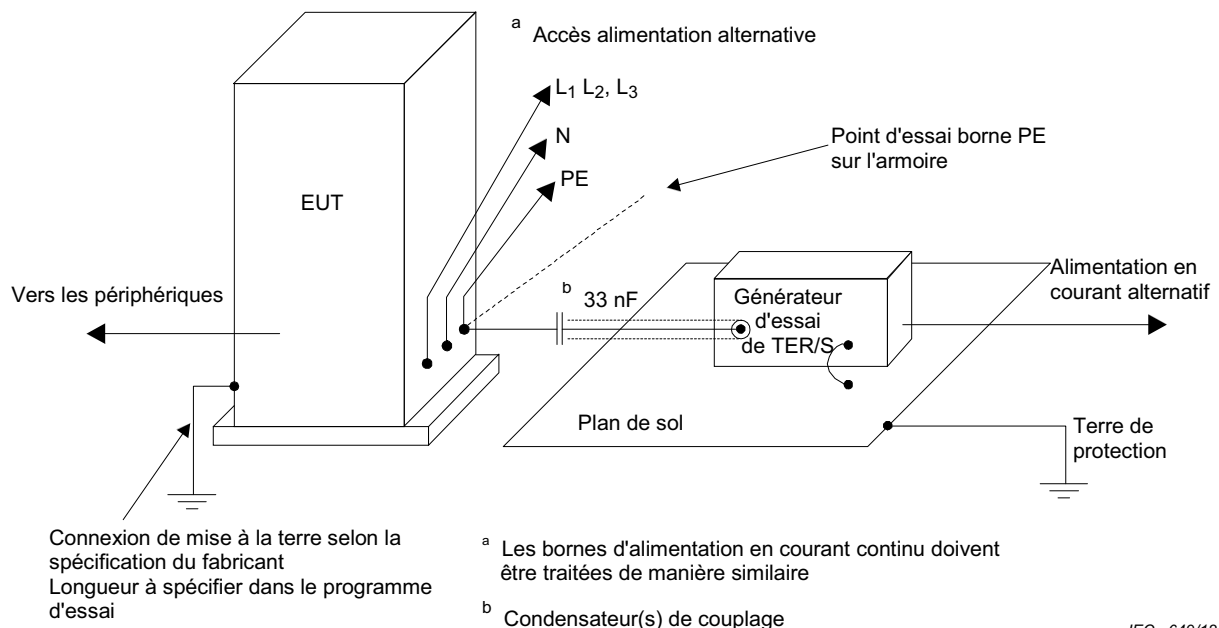 a Accès alimentation alternative
L1 L2, L3
N
PE
Point d'essai borne PE
sur l'armoire
EUT
Vers les périphériques
b 33 nF
Générateur
d'essai
de TER/S
Alimentation en
courant alternatif
Plan de sol
Terre de
protection
Connexion de mise à la terre selon la
spécification du fabricant
Longueur à spécifier dans le programme
d'essai
a Les bornes d'alimentation en courant continu doivent
être traitées de manière similaire
b Condensateur(s) de couplage